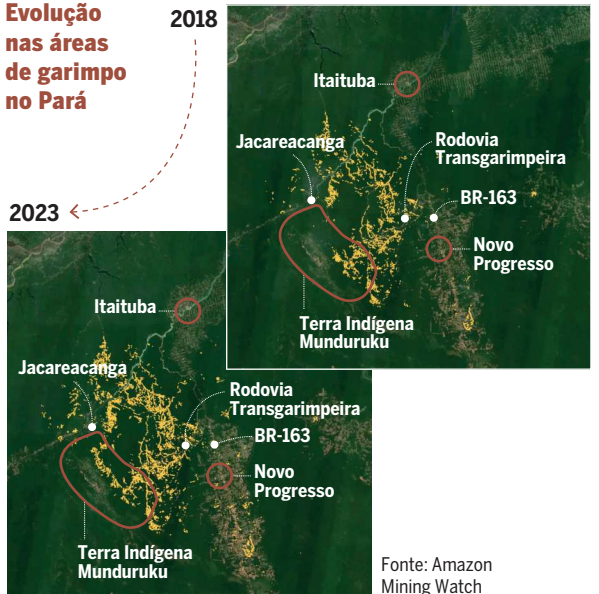 Evolução
nas áreas
de garimpo
no Pará
2018
Itaituba
Jacareacanga
Rodovia
Transgarimpeira
BR-163
Novo
Progresso
Terra Indígena
Munduruku
2023
Itaituba
Jacareacanga
Rodovia
Transgarimpeira
BR-163
Novo
Progresso
Terra Indígena
Munduruku
Fonte: Amazon
Mining Watch